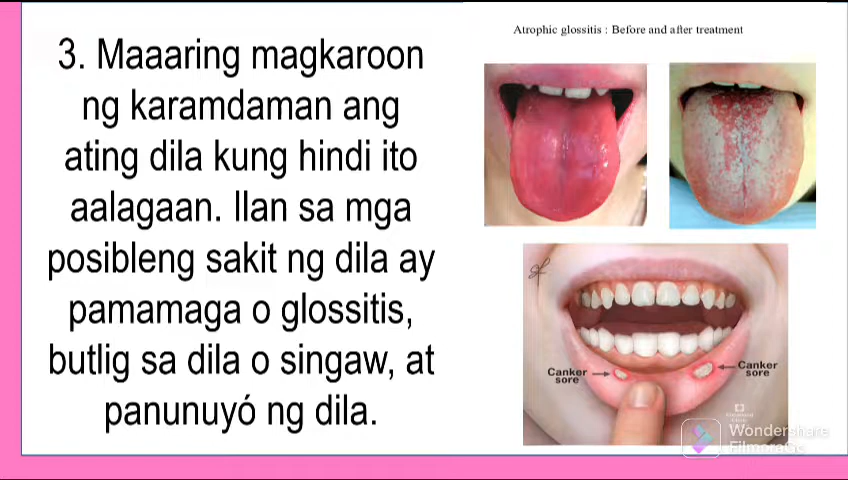 Atrophic glossitis : Before and after treatment
3. Maaaring magkaroon
ng karamdaman ang
ating dila kung hindi ito
aalagaan. Ilan sa mga
posibleng sakit ng dila ay
pamamaga o glossitis,
butlig sa dila o singaw, at
panunuyó ng dila.
Canker
sore
Canker
sore
Wondershare
FilmoraGo